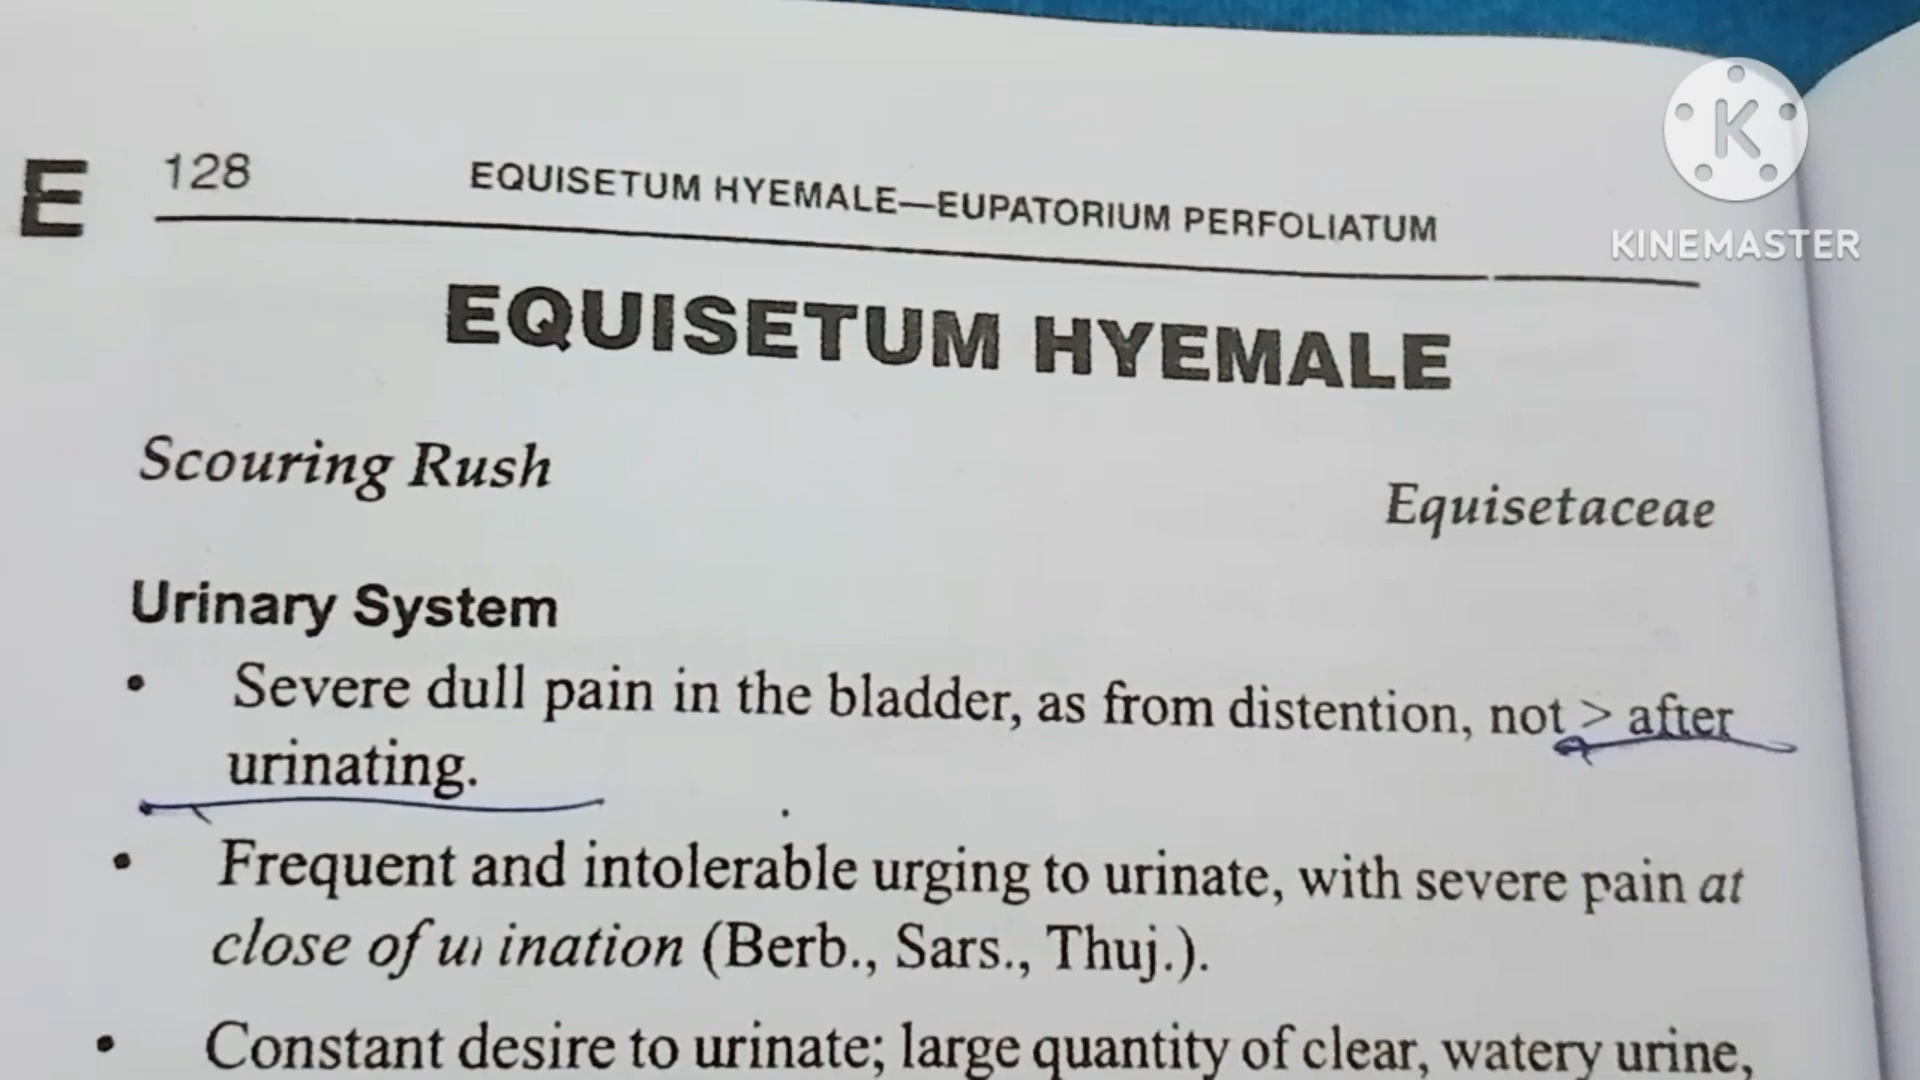 E
128
EQUISETUM HYEMALE—EUPATORIUM PERFOLIATUM
KINEMASTER
EQUISETUM HYEMALE
Scouring Rush
Equisetaceae
Urinary System
• Severe dull pain in the bladder, as from distention, not > after
urinating.
• Frequent and intolerable urging to urinate, with severe pain at
close of urination (Berb., Sars., Thuj.).
• Constant desire to urinate; large quantity of clear, watery urine,